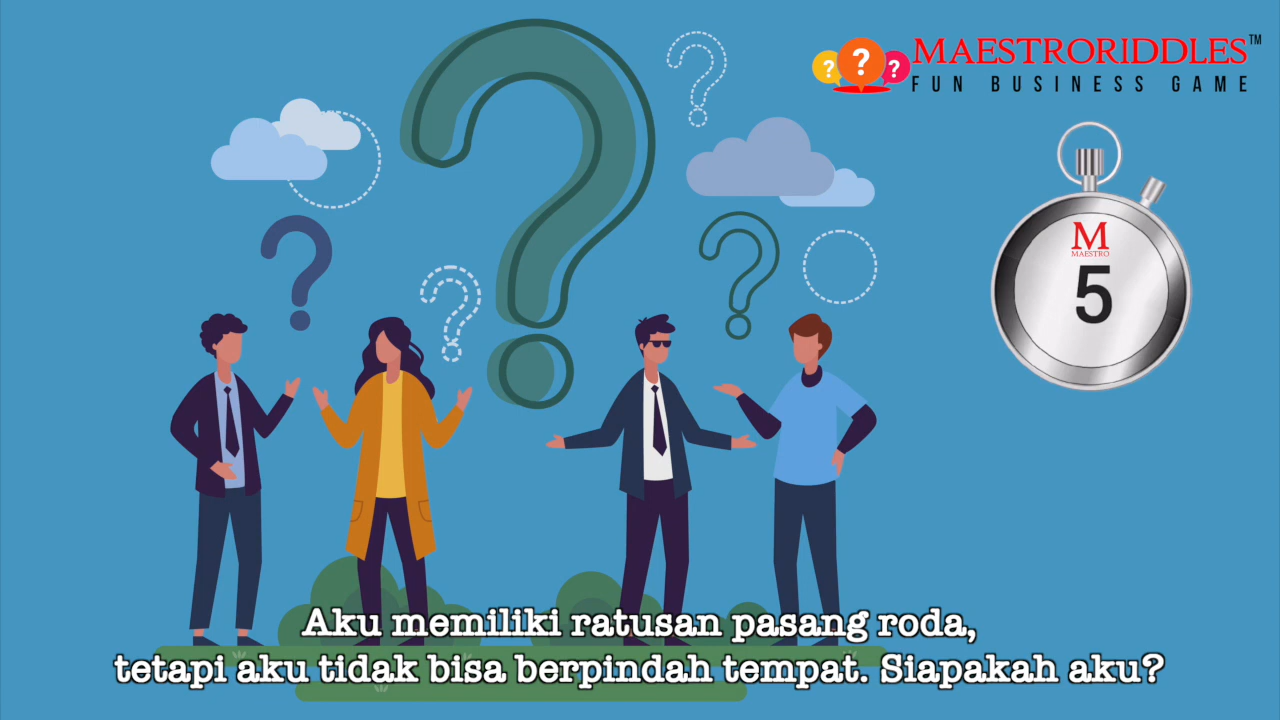 MAESTRORIDDLES™
FUN BUSINESS GAME
M
MAESTRO
5
Aku memiliki ratusan pasang roda,
tetapi aku tidak bisa berpindah tempat. Siapakah aku?